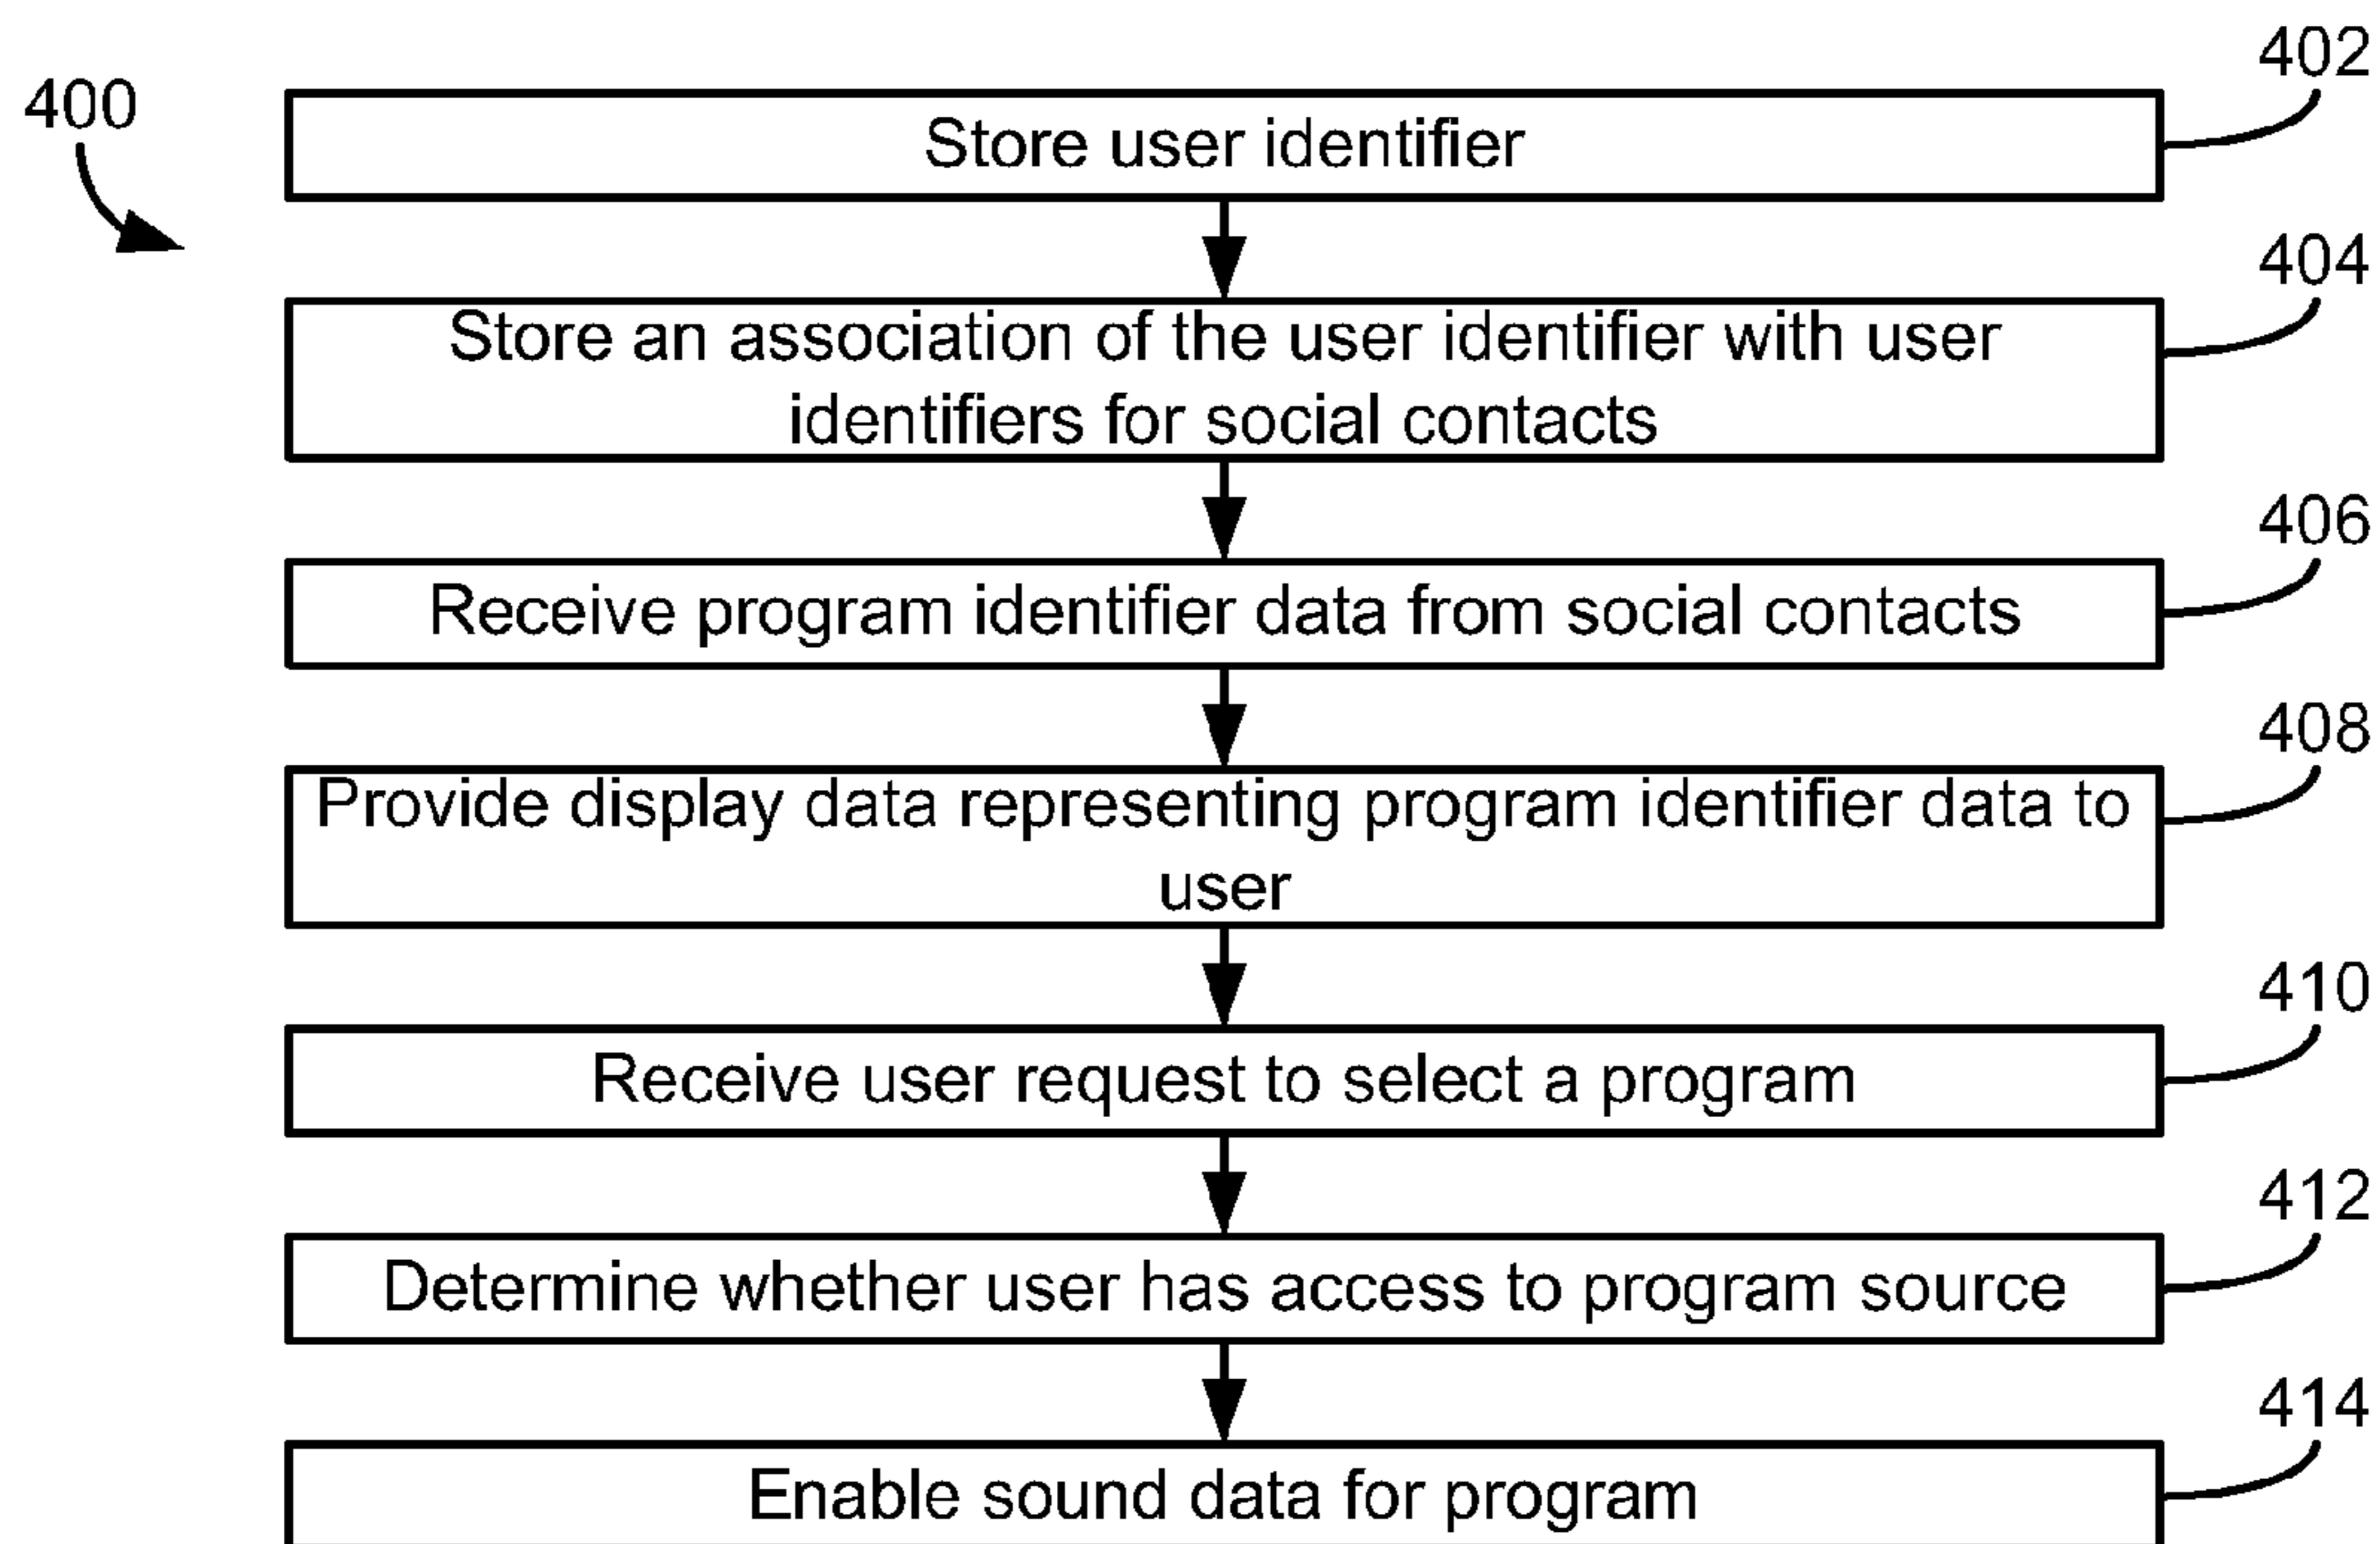 402
400
Store user identifier
404
Store an association of the user identifier with user
identifiers for social contacts
406
Receive program identifier data from social contacts
408
Provide display data representing program identifier data to
user
410
Receive user request to select a program
412
Determine whether user has access to program source
414
Enable sound data for program